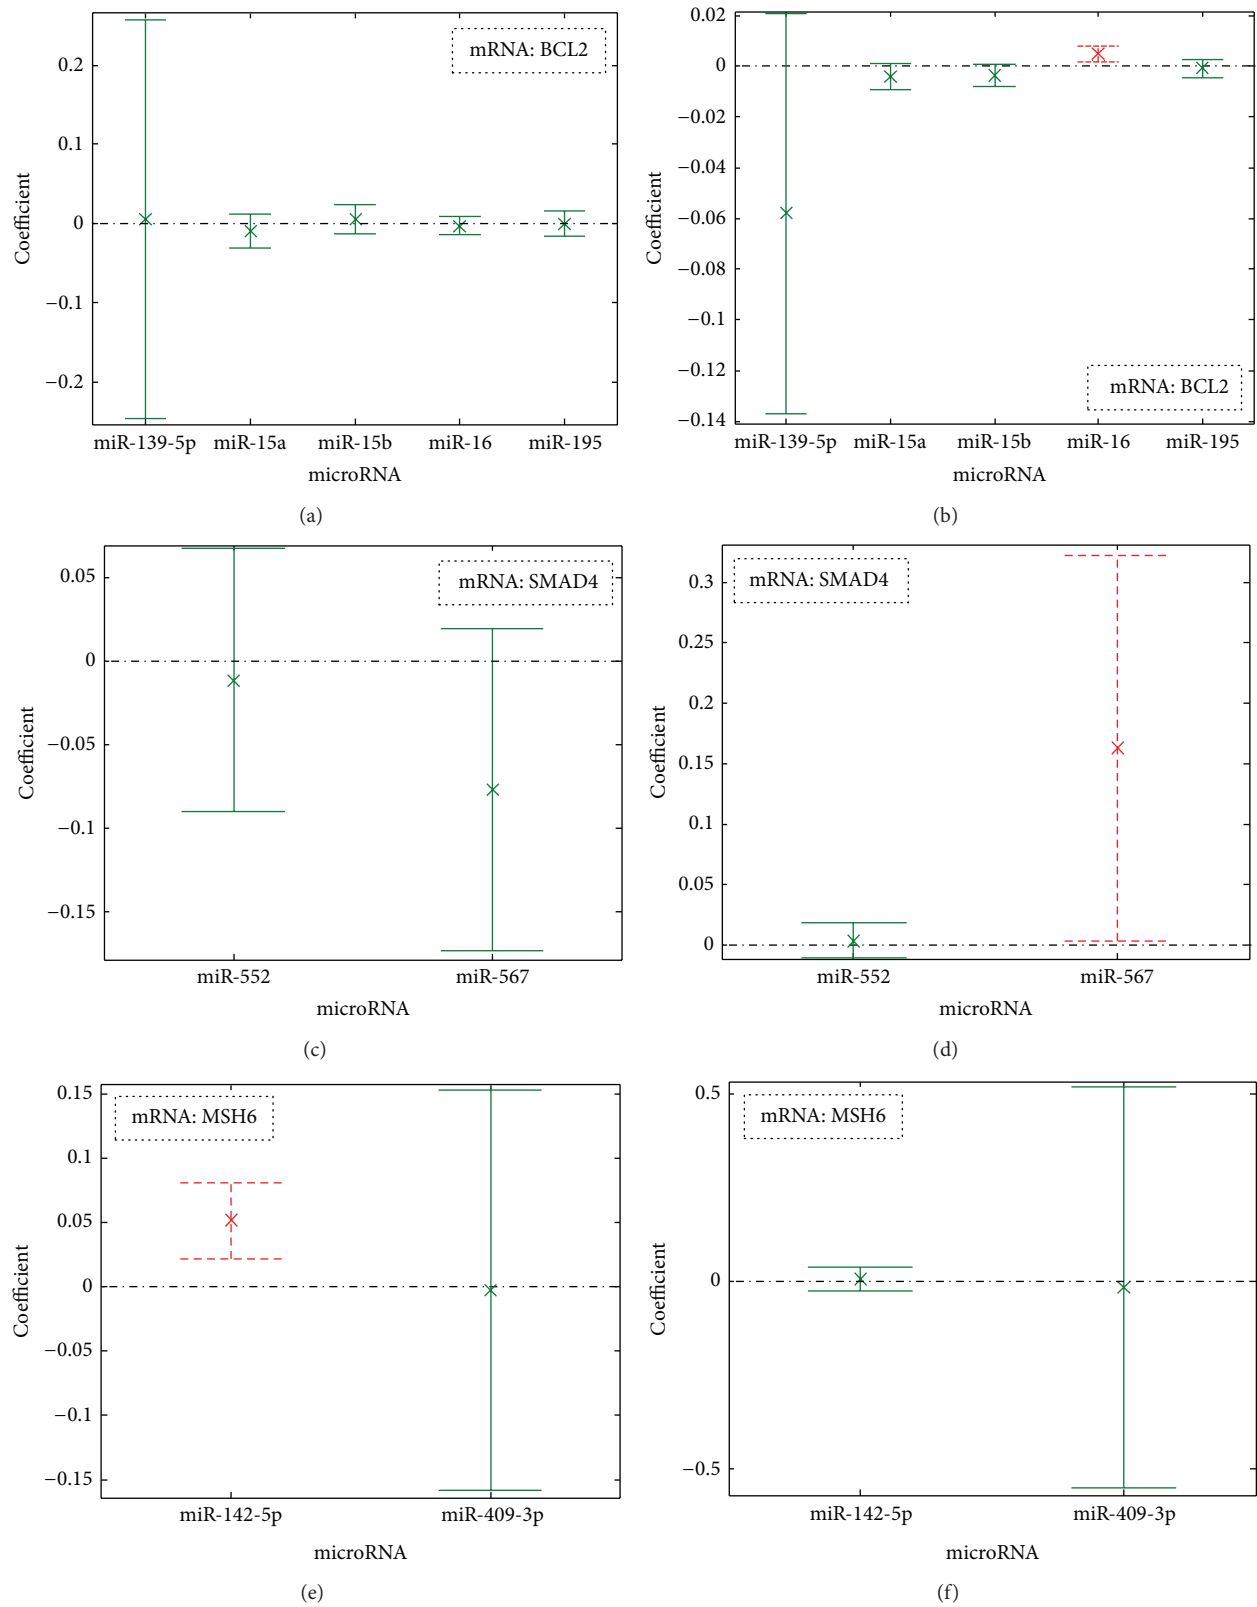 mRNA: BCL2
0.2
0.1
0
−0.1
−0.2
Coefficient
miR-139-5p miR-15a miR-15b miR-16 miR-195
microRNA
(a)
0.02
0
−0.02
−0.04
−0.06
−0.08
−0.1
−0.12
−0.14
Coefficient
mRNA: BCL2
miR-139-5p miR-15a miR-15b miR-16 miR-195
microRNA
(b)
mRNA: SMAD4
0.05
0
−0.05
−0.1
−0.15
Coefficient
miR-552 miR-567
microRNA
(c)
mRNA: SMAD4
0.3
0.25
0.2
0.15
0.1
0.05
0
Coefficient
miR-552 miR-567
microRNA
(d)
mRNA: MSH6
0.15
0.1
0.05
0
−0.05
−0.1
−0.15
Coefficient
miR-142-5p miR-409-3p
microRNA
(e)
mRNA: MSH6
0.5
0
−0.5
Coefficient
miR-142-5p miR-409-3p
microRNA
(f)